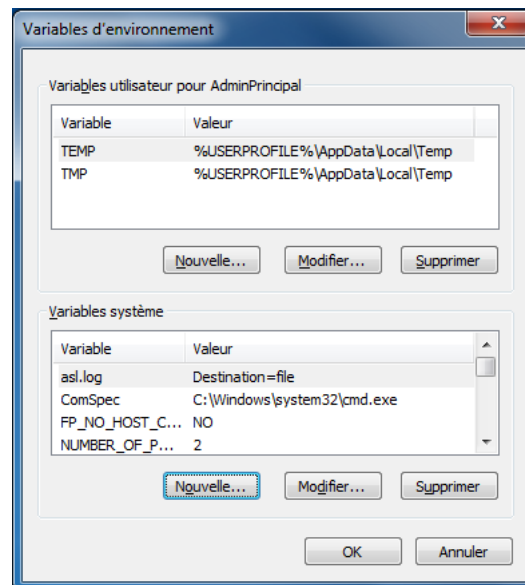 Variables d'environnement
Variables utilisateur pour AdminPrincipal
Variable Valeur
TEMP %USERPROFILE%\AppData\Local\Temp
TMP %USERPROFILE%\AppData\Local\Temp
Nouvelle... Modifier... Supprimer
Variables système
Variable Valeur
asl.log Destination=file
ComSpec C:\Windows\system32\cmd.exe
FP_NO_HOST_C... NO
NUMBER_OF_P... 2
Nouvelle... Modifier... Supprimer
OK Annuler